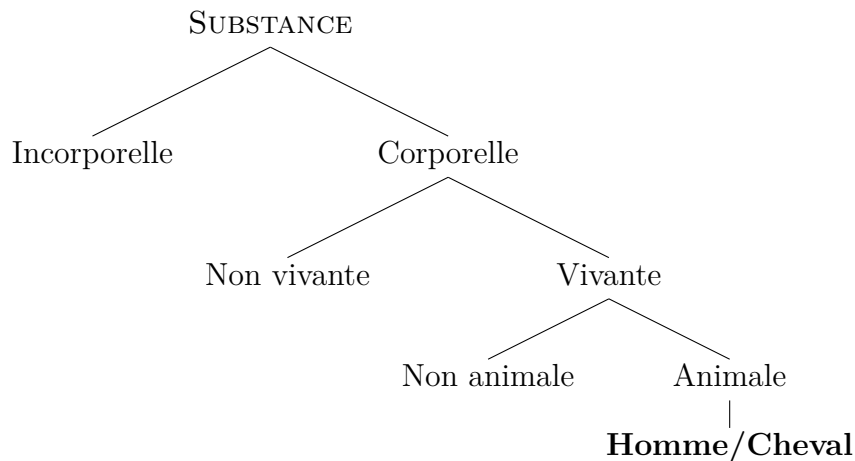 SUBSTANCE
Incorporelle Corporelle
Non vivante Vivante
Non animale Animale
Homme/Cheval